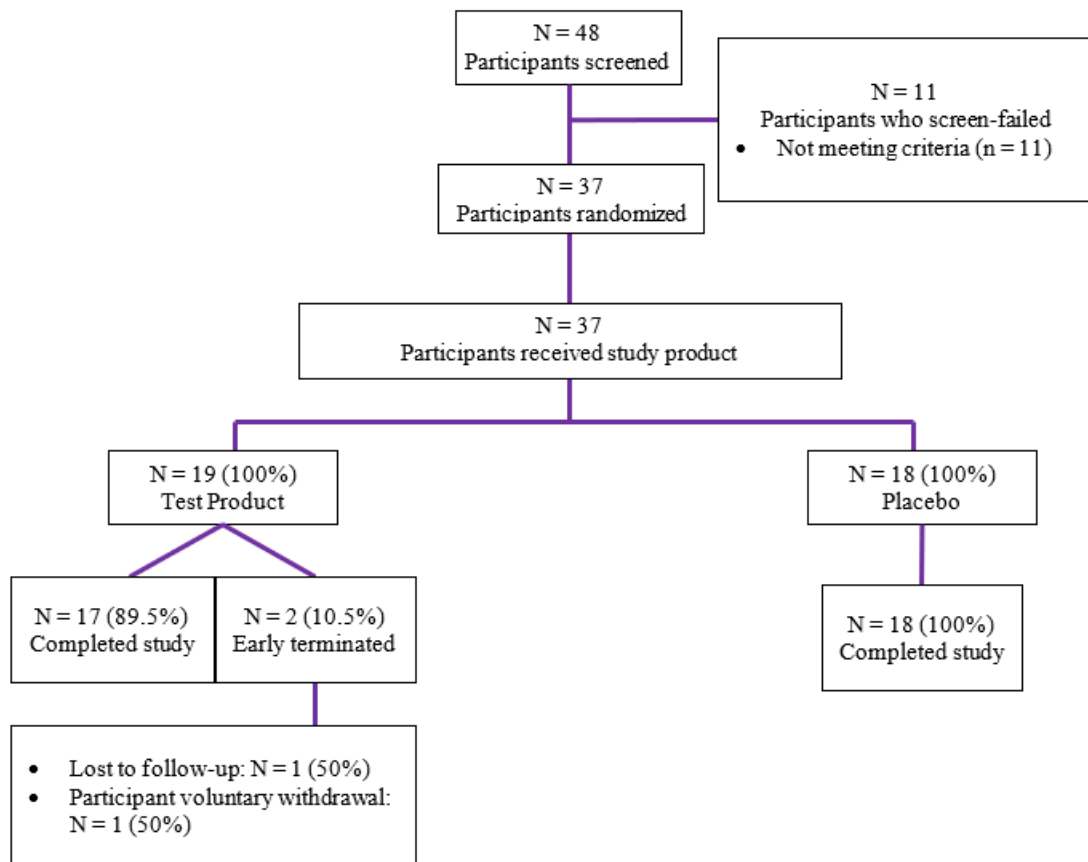 N = 48
Participants screened
N = 11
Participants who screen-failed
• Not meeting criteria (n = 11)
N = 37
Participants randomized
N = 37
Participants received study product
N = 19 (100%)
Test Product
N = 18 (100%)
Placebo
N = 17 (89.5%)
Completed study
N = 2 (10.5%)
Early terminated
N = 18 (100%)
Completed study
• Lost to follow-up: N = 1 (50%)
• Participant voluntary withdrawal:
N = 1 (50%)